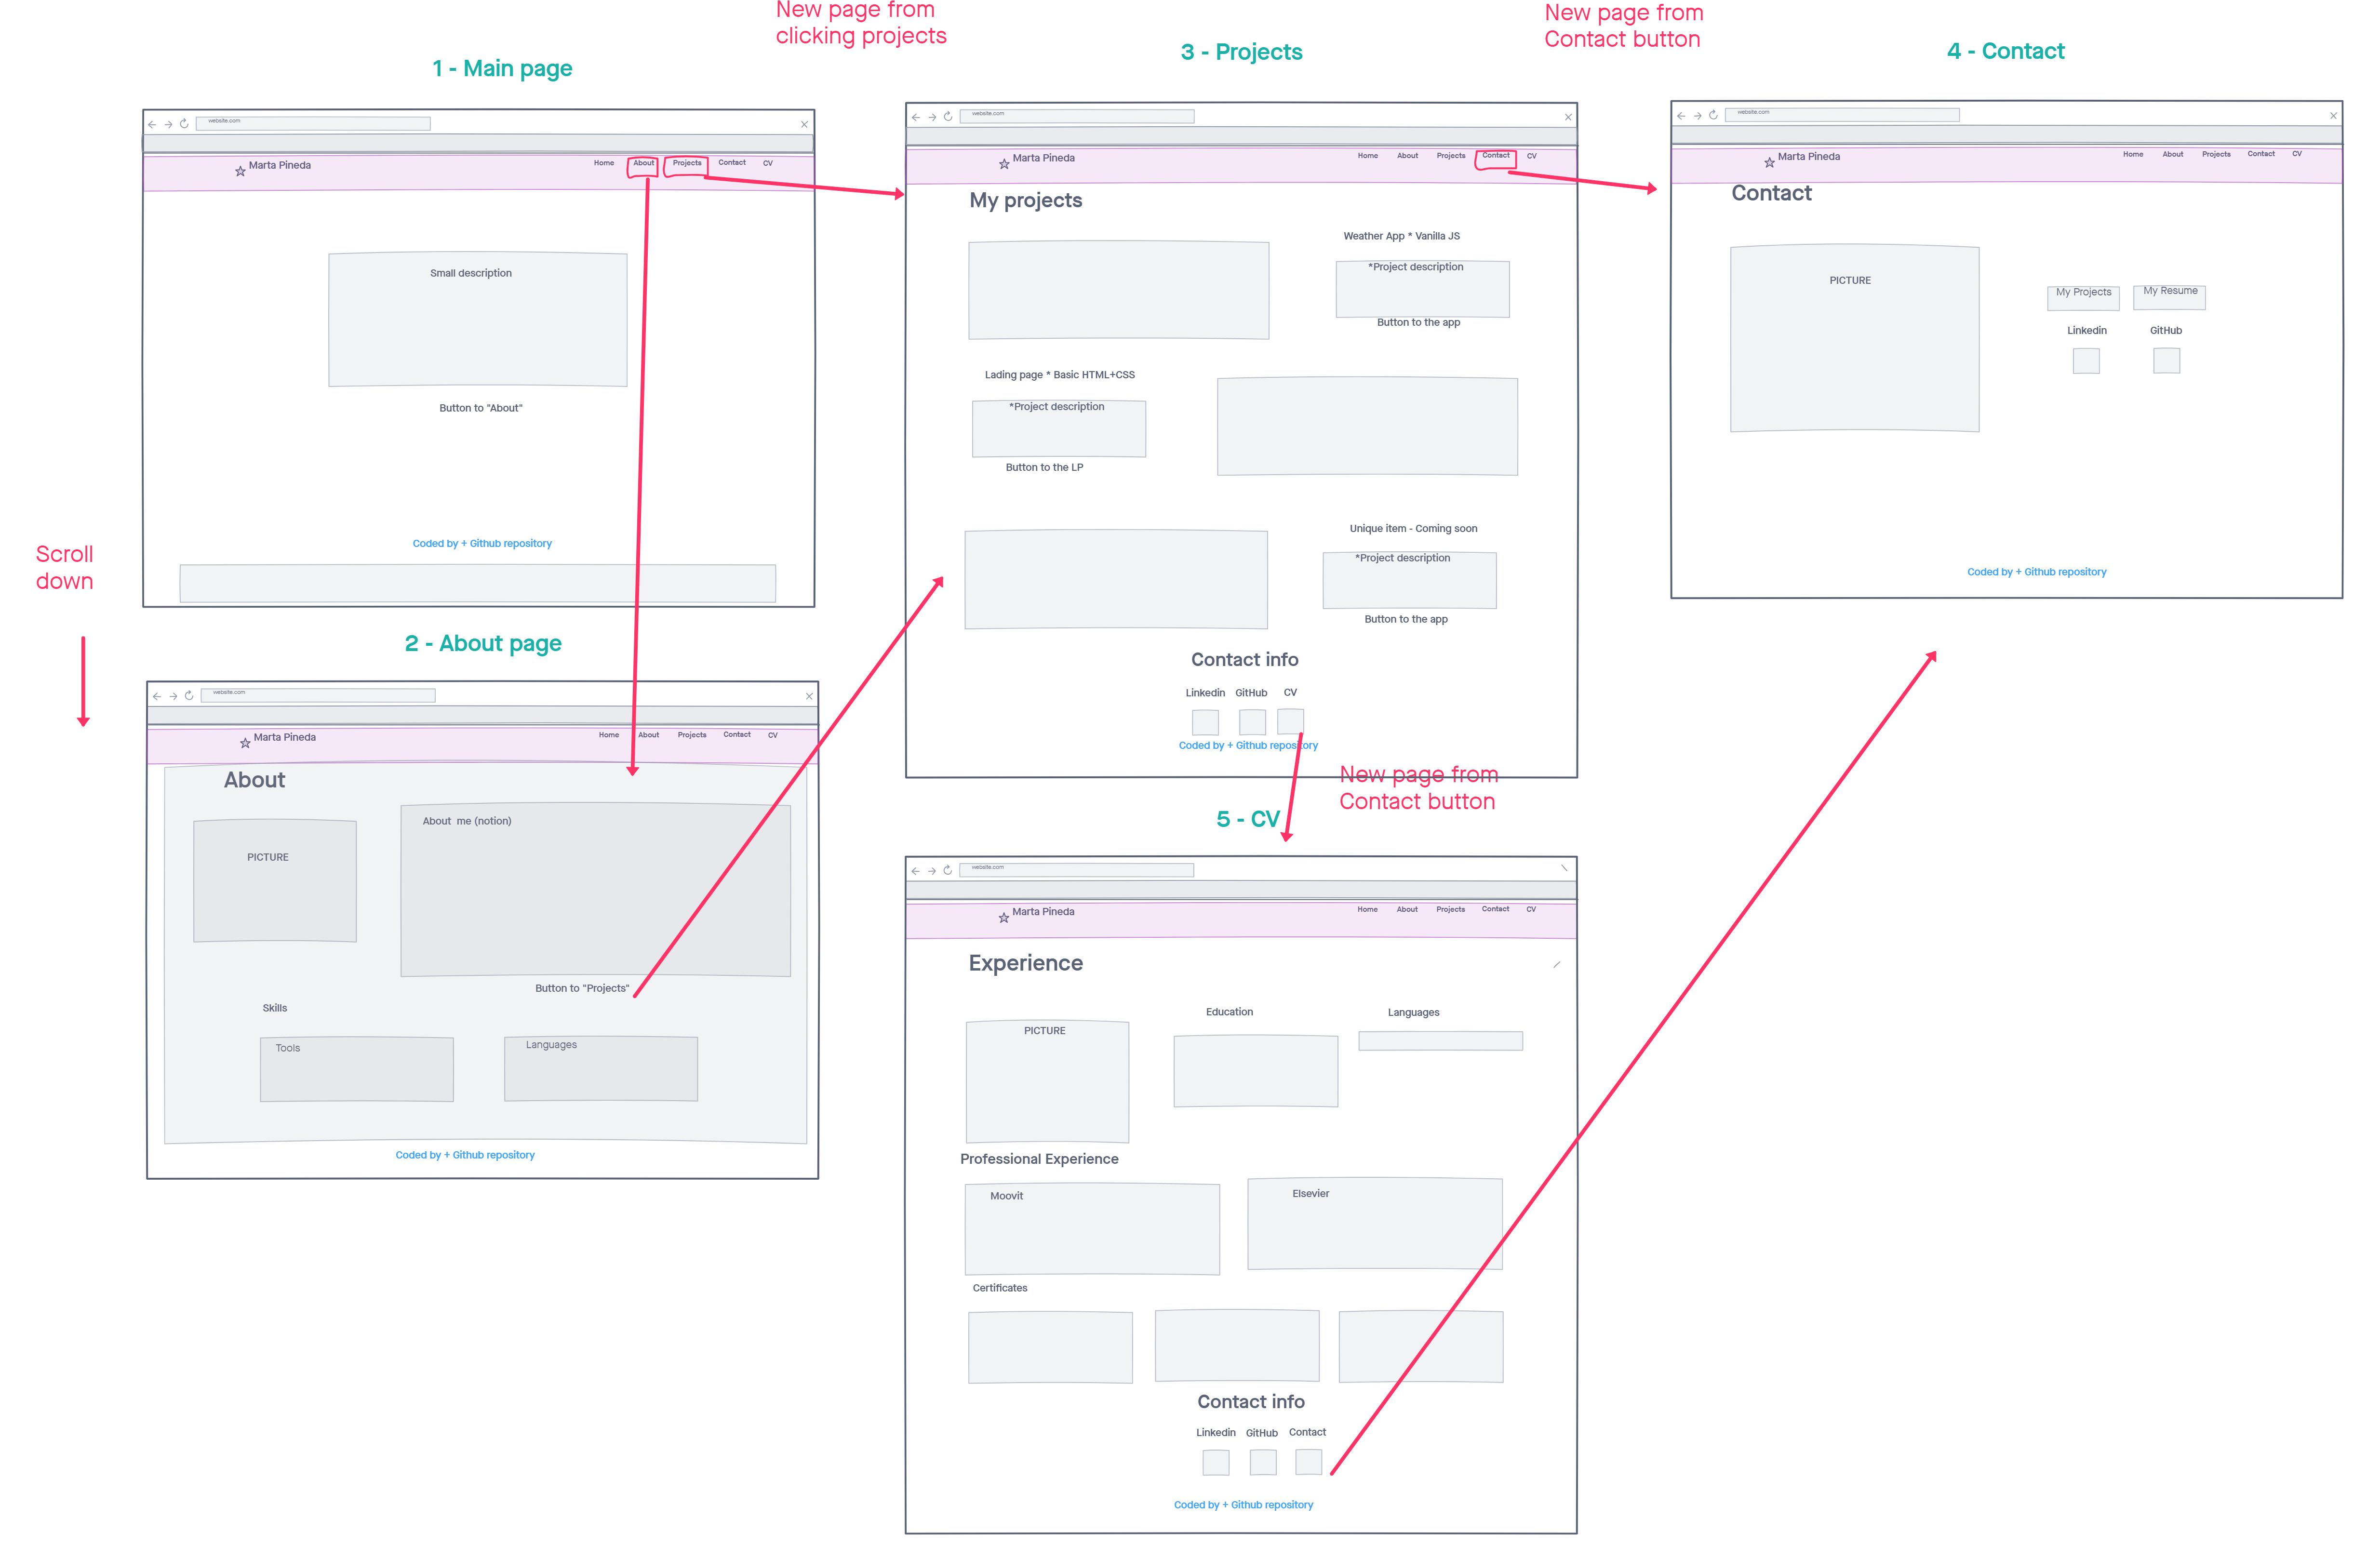 New page from
clicking projects
New page from
Contact button
1 - Main page
3 - Projects
4 - Contact
website.com
Marta Pineda
Home About Projects Contact CV
Small description
Button to "About"
Coded by + Github repository
Scroll
down
2 - About page
website.com
Marta Pineda
Home About Projects Contact CV
About
PICTURE
About me (notion)
Button to "Projects"
Skills
Tools
Languages
Coded by + Github repository
website.com
Marta Pineda
Home About Projects Contact CV
My projects
Weather App * Vanilla JS
*Project description
Button to the app
Lading page * Basic HTML+CSS
*Project description
Button to the LP
Unique item - Coming soon
*Project description
Button to the app
Contact info
Linkedin GitHub CV
Coded by + Github repository
New page from
Contact button
5 - CV
website.com
Marta Pineda
Home About Projects Contact CV
Experience
PICTURE
Education
Languages
Professional Experience
Moovit
Elsevier
Certificates
Contact info
Linkedin GitHub Contact
Coded by + Github repository
website.com
Marta Pineda
Home About Projects Contact CV
Contact
PICTURE
My Projects My Resume
Linkedin GitHub
Coded by + Github repository